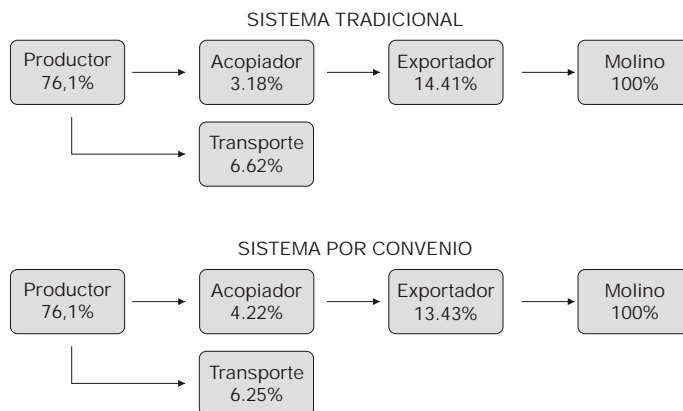 SISTEMA TRADICIONAL
Productor
76,1%
Acopiador
3.18%
Exportador
14.41%
Molino
100%
Transporte
6.62%
SISTEMA POR CONVENIO
Productor
76,1%
Acopiador
4.22%
Exportador
13.43%
Molino
100%
Transporte
6.25%